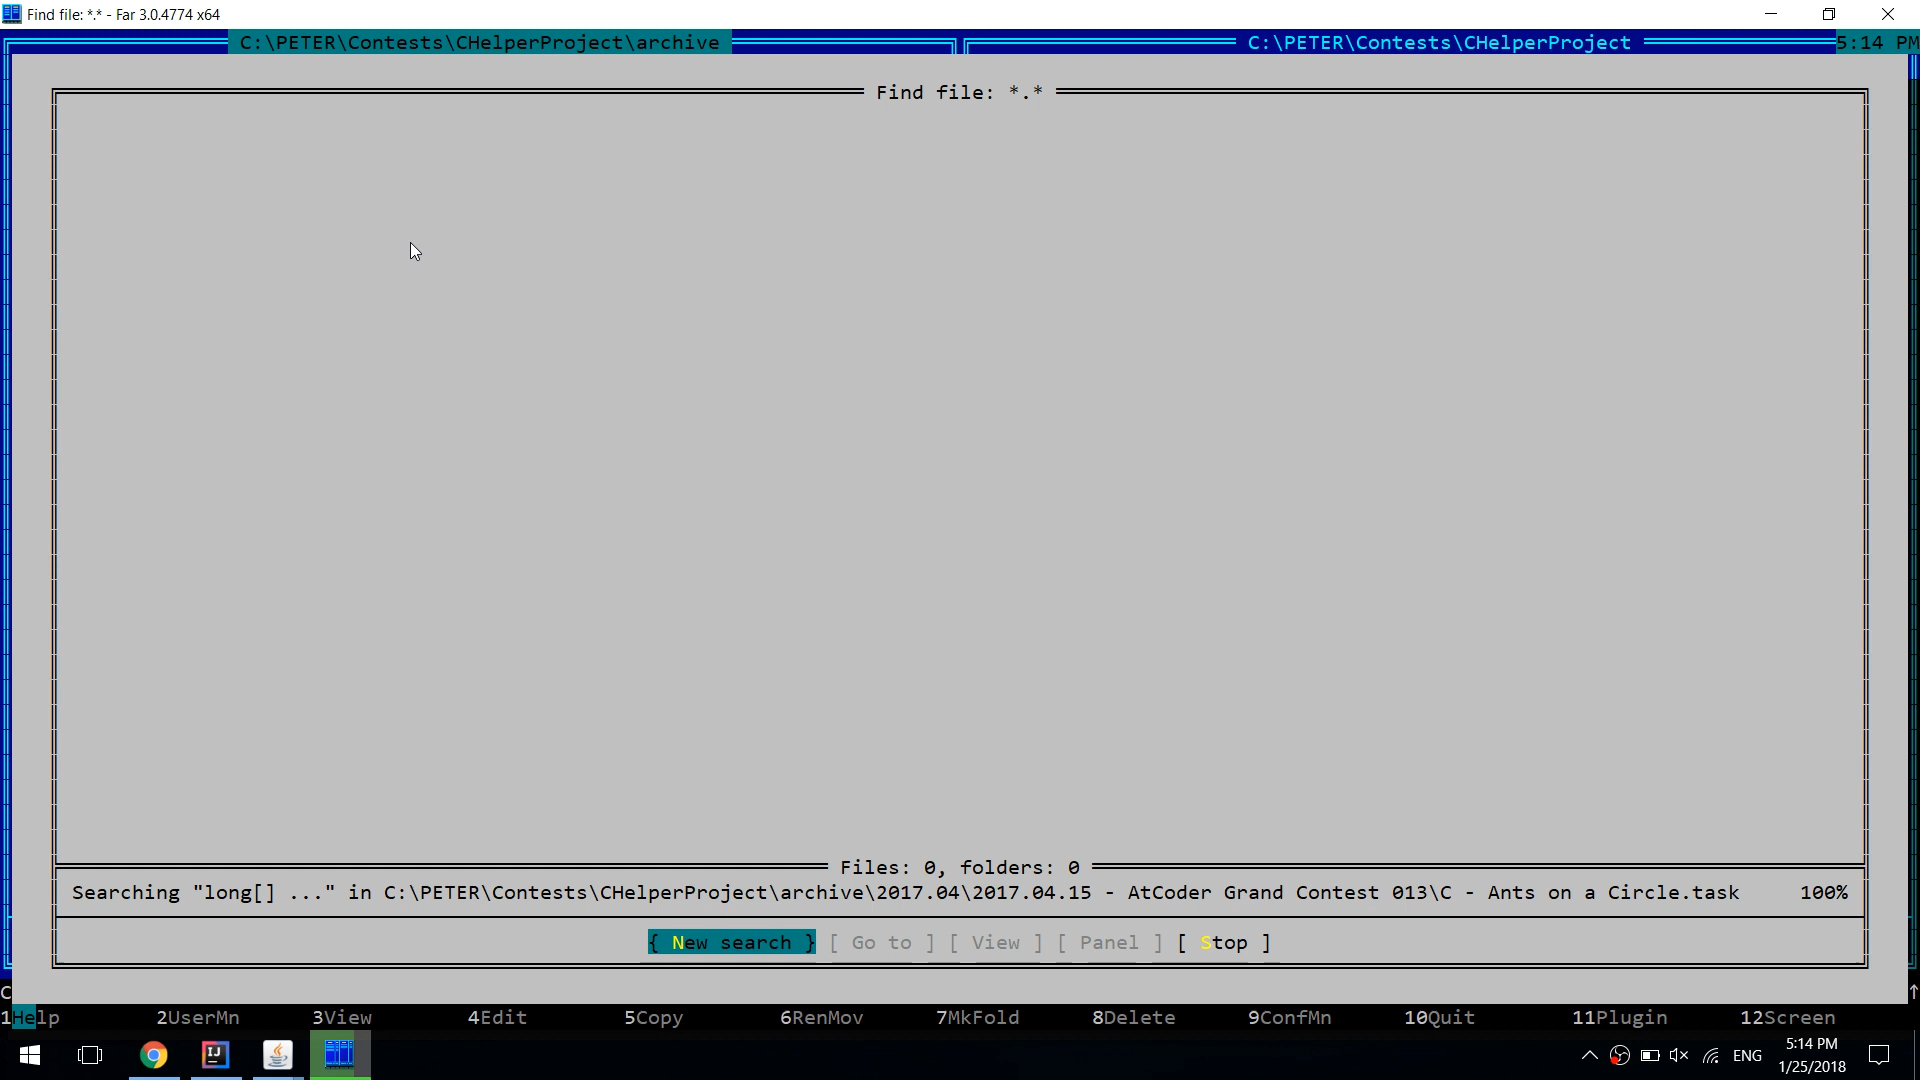 Find file: *.* - Far 3.0.4774 x64
C:\PETER\Contests\CHelperProject\archive
C:\PETER\Contests\CHelperProject
5:14 PM
Find file: *.*
Files: 0, folders: 0
Searching "long[] ..." in C:\PETER\Contests\CHelperProject\archive\2017.04\2017.04.15 - AtCoder Grand Contest 013\C - Ants on a Circle.task 100%
{ New search } [ Go to ] [ View ] [ Panel ] [ Stop ]
C
1Help 2UserMn 3View 4Edit 5Copy 6RenMov 7MkFold 8Delete 9ConfMn 10Quit 11Plugin 12Screen
IJ
ENG
5:14 PM
1/25/2018